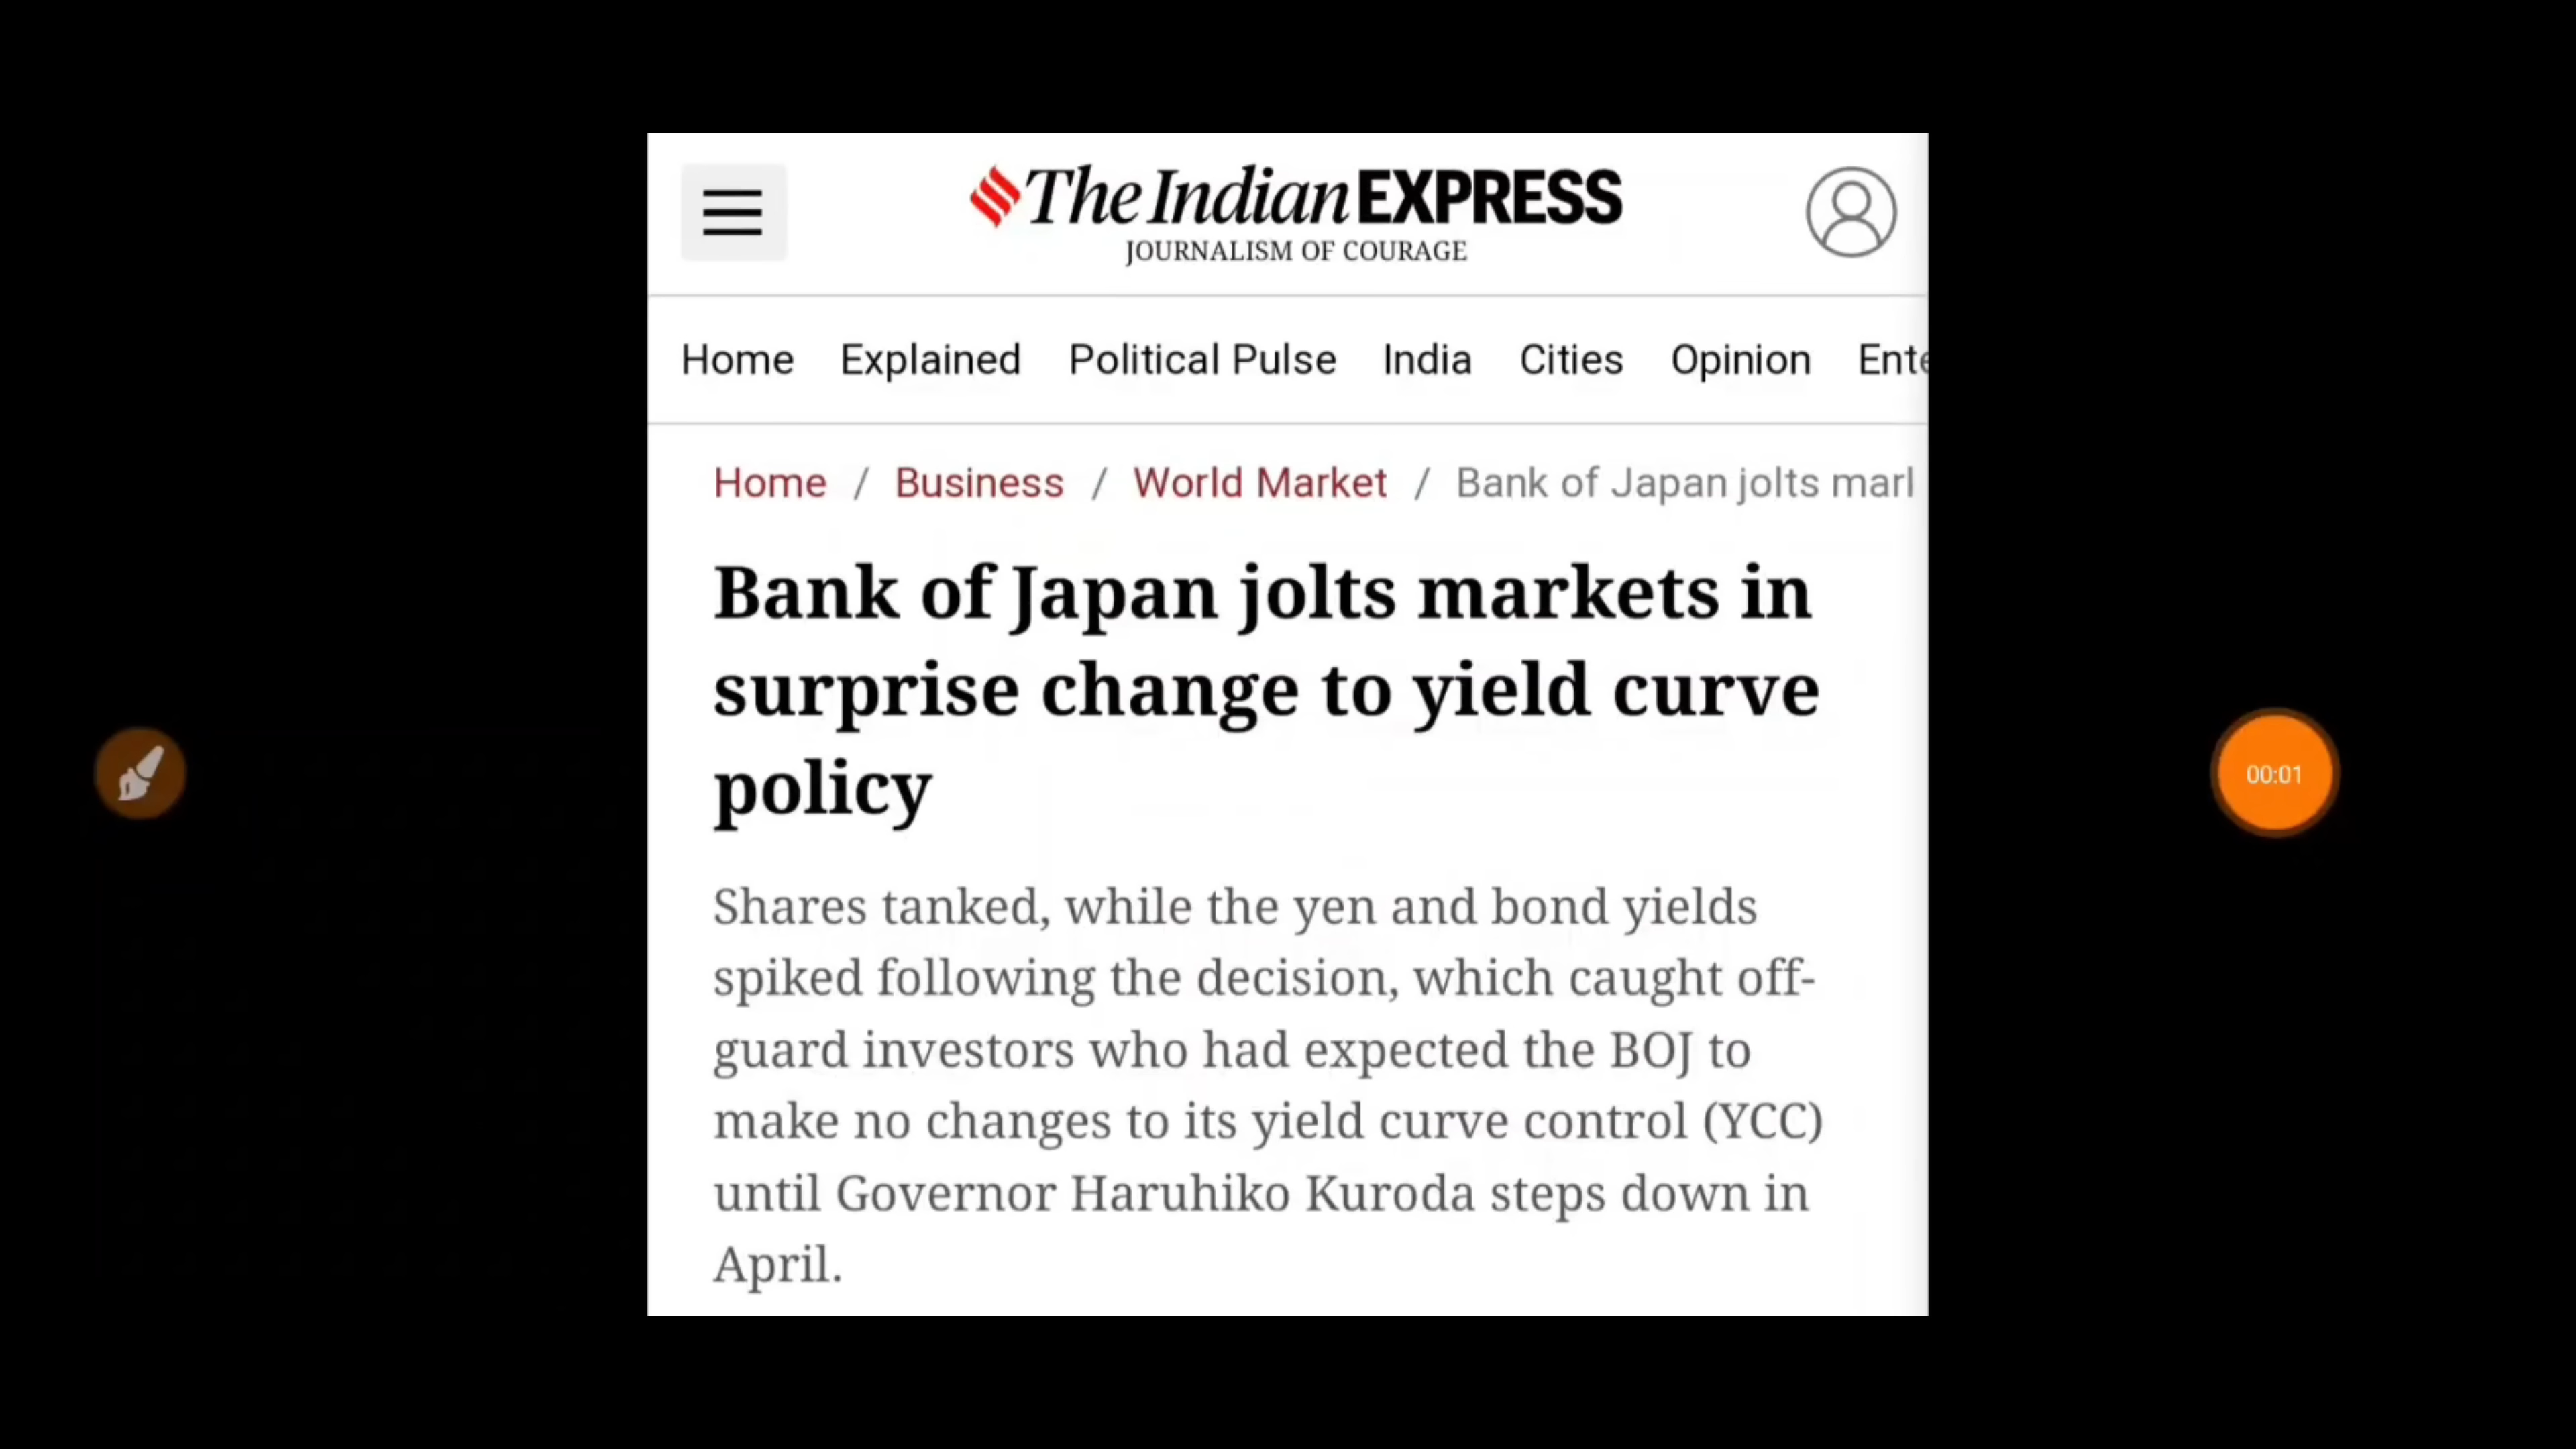 The Indian EXPRESS
JOURNALISM OF COURAGE
Home Explained Political Pulse India Cities Opinion Ente
Home / Business / World Market / Bank of Japan jolts marl
Bank of Japan jolts markets in
surprise change to yield curve
policy
Shares tanked, while the yen and bond yields
spiked following the decision, which caught off-
guard investors who had expected the BOJ to
make no changes to its yield curve control (YCC)
until Governor Haruhiko Kuroda steps down in
April.
00:01